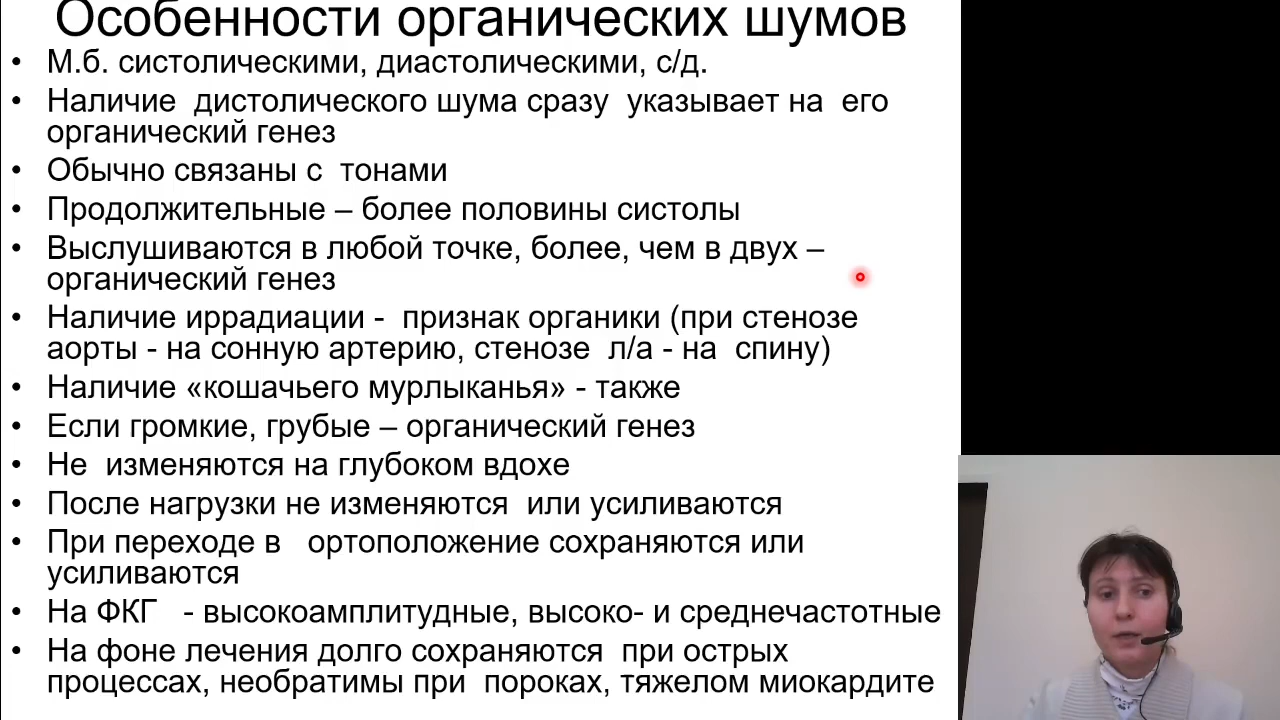 Особенности органических шумов
• М.б. систолическими, диастолическими, с/д.
• Наличие дистолического шума сразу указывает на его
органический генез
• Обычно связаны с тонами
• Продолжительные – более половины систолы
• Выслушиваются в любой точке, более, чем в двух –
органический генез
• Наличие иррадиации - признак органики (при стенозе
аорты - на сонную артерию, стенозе л/а - на спину)
• Наличие «кошачьего мурлыканья» - также
• Если громкие, грубые – органический генез
• Не изменяются на глубоком вдохе
• После нагрузки не изменяются или усиливаются
• При переходе в ортоположение сохраняются или
усиливаются
• На ФКГ - высокоамплитудные, высоко- и среднечастотные
• На фоне лечения долго сохраняются при острых
процессах, необратимы при пороках, тяжелом миокардите